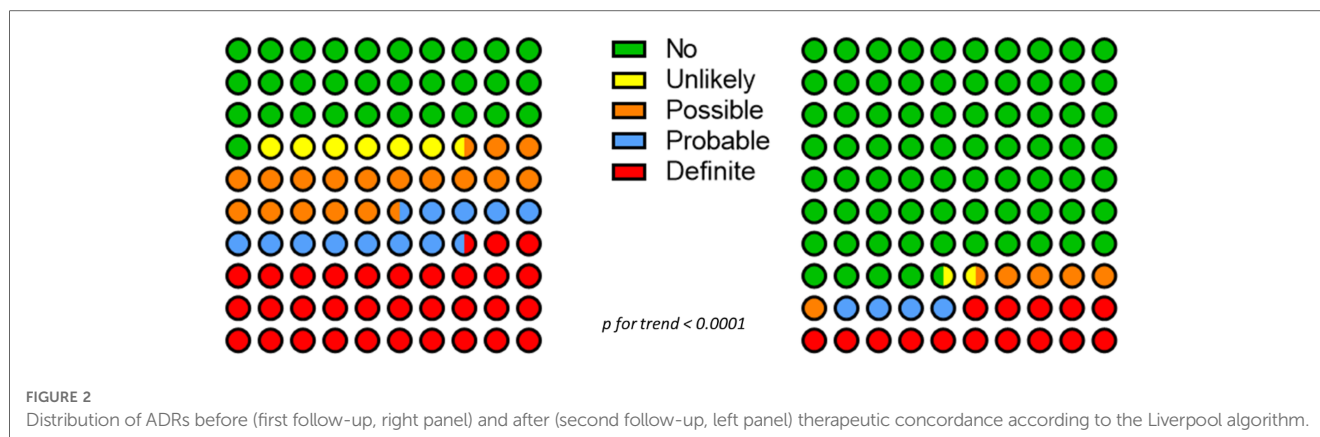 No
Unlikely
Possible
Probable
Definite
p for trend < 0.0001
FIGURE 2
Distribution of ADRs before (first follow-up, right panel) and after (second follow-up, left panel) therapeutic concordance according to the Liverpool algorithm.